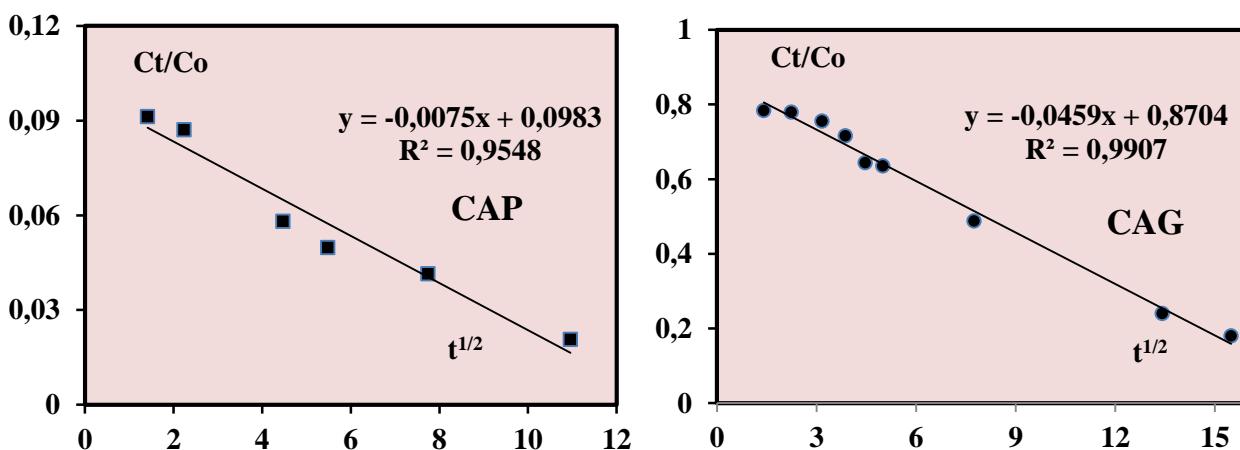 0,12
0,09
0,06
0,03
0
0 2 4 6 8 10 12
Ct/Co
y = -0,0075x + 0,0983
R² = 0,9548
CAP
t^1/2
1
0,8
0,6
0,4
0,2
0
0 3 6 9 12 15
Ct/Co
y = -0,0459x + 0,8704
R² = 0,9907
CAG
t^1/2